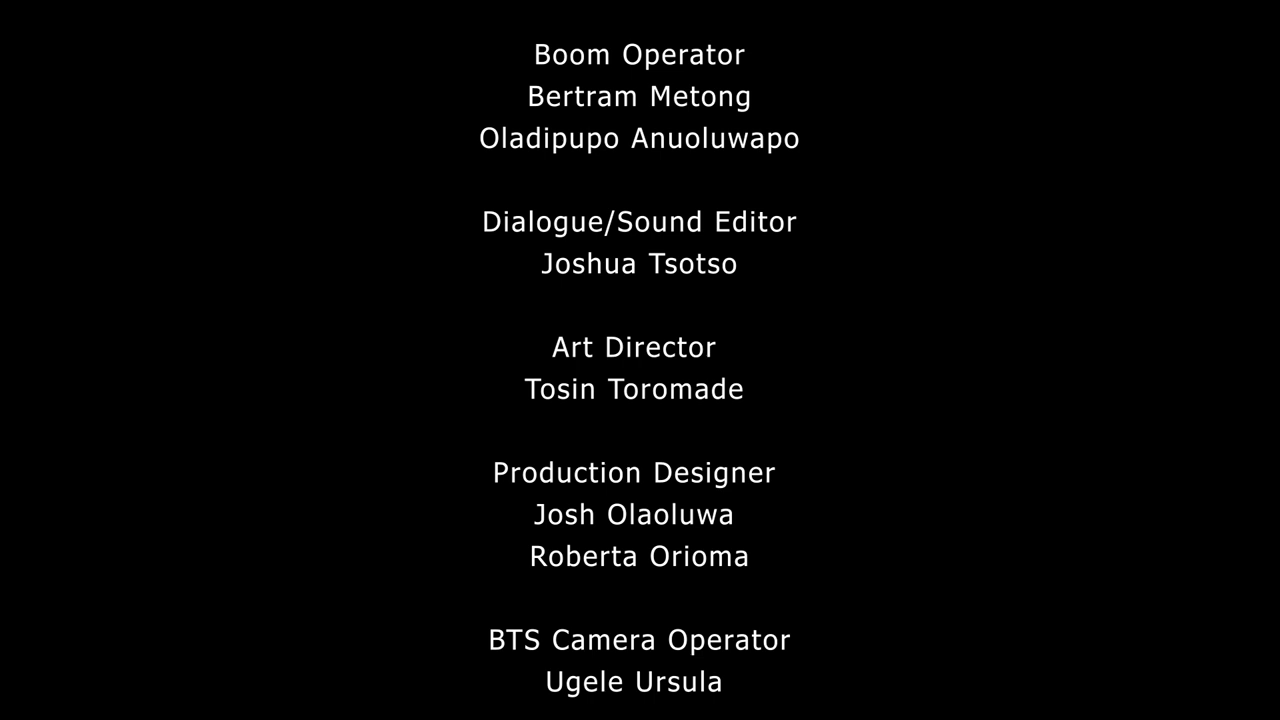 Boom Operator
Bertram Metong
Oladipupo Anuoluwapo
Dialogue/Sound Editor
Joshua Tsotso
Art Director
Tosin Toromade
Production Designer
Josh Olaoluwa
Roberta Orioma
BTS Camera Operator
Ugele Ursula